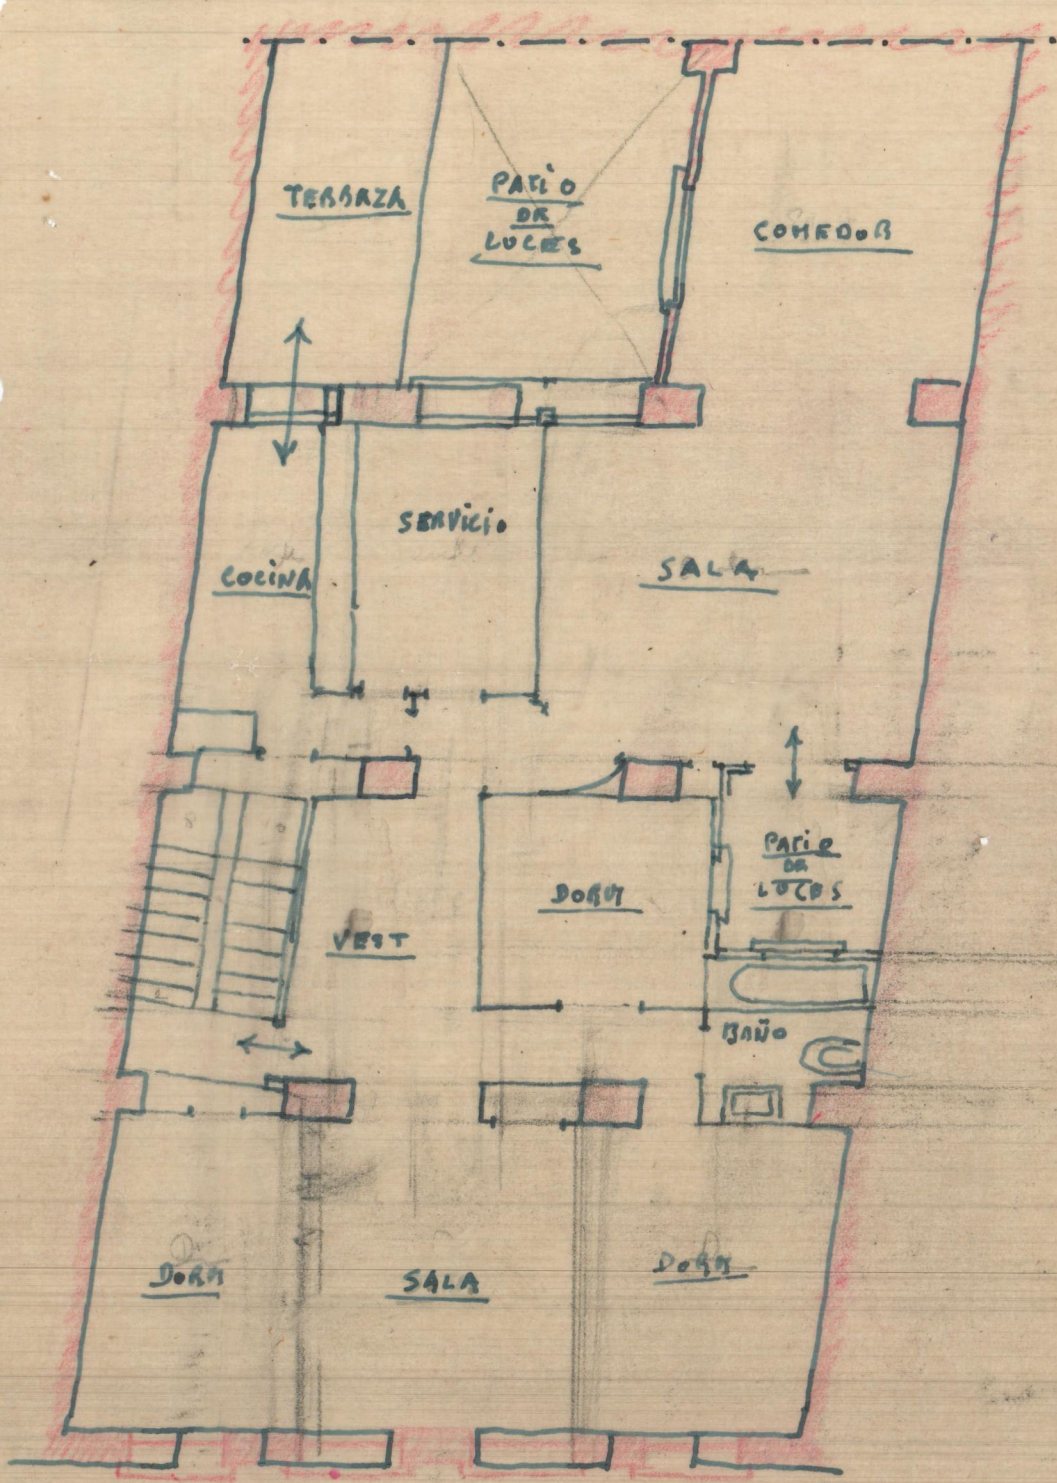 TERRAZA
PATIO
DE
LUCES
COMEDOR
SERVICIO
COCINA
SALA
PATIO
DE
LUCES
DORM
VEST
BAÑO
DORM
SALA
DORM